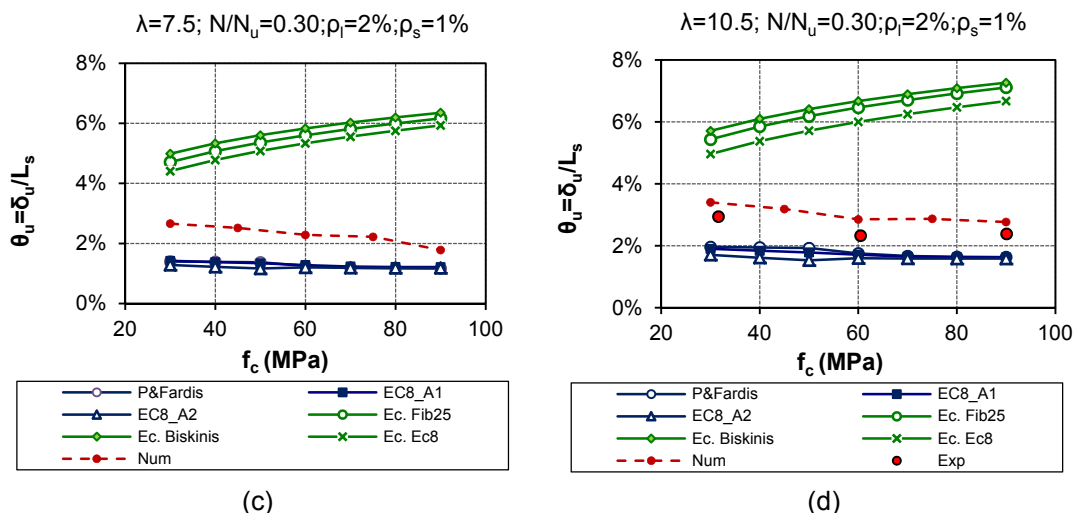 λ=7.5; N/Nu=0.30;ρl=2%;ρs=1%
8%
6%
4%
2%
0%
θu=δu/Ls
20 40 60 80 100
fc (MPa)
P&Fardis EC8_A1
EC8_A2 Ec. Fib25
Ec. Biskinis Ec. Ec8
Num
(c)
λ=10.5; N/Nu=0.30;ρl=2%;ρs=1%
8%
6%
4%
2%
0%
θu=δu/Ls
20 40 60 80 100
fc (MPa)
P&Fardis EC8_A1
EC8_A2 Ec. Fib25
Ec. Biskinis Ec. Ec8
Num Exp
(d)